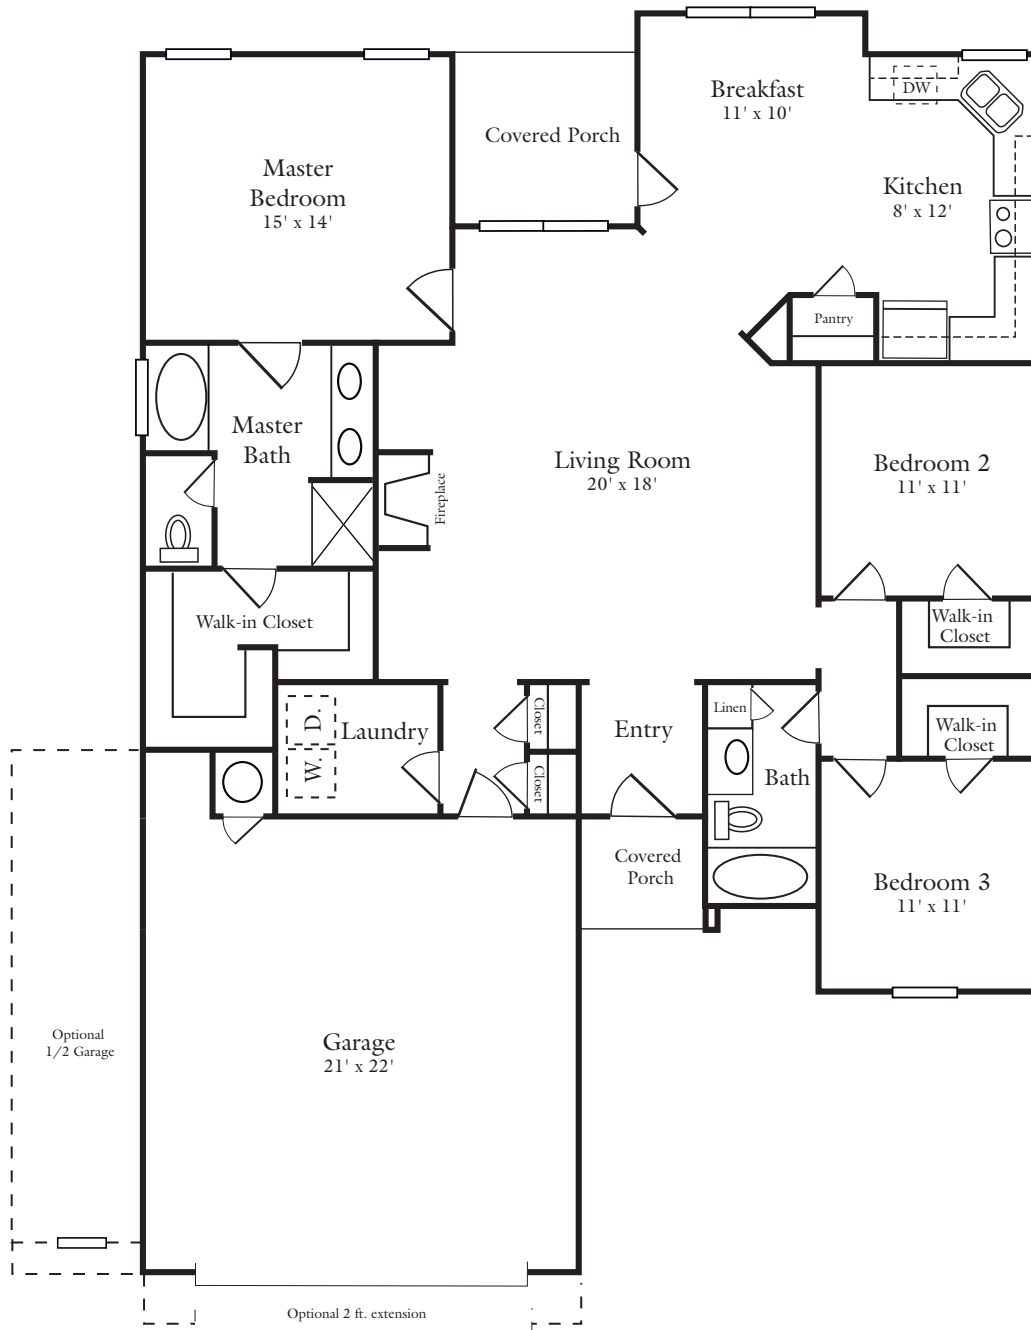 Breakfast
11' x 10'
DW
Covered Porch
Master
Bedroom
15' x 14'
Kitchen
8' x 12'
Pantry
Master
Bath
Living Room
20' x 18'
Fireplace
Bedroom 2
11' x 11'
Walk-in Closet
Walk-in
Closet
Linen
D.
Laundry
Closet
Entry
Walk-in
Closet
W.
Closet
Bath
Covered
Porch
Bedroom 3
11' x 11'
Optional
1/2 Garage
Garage
21' x 22'
Optional 2 ft. extension